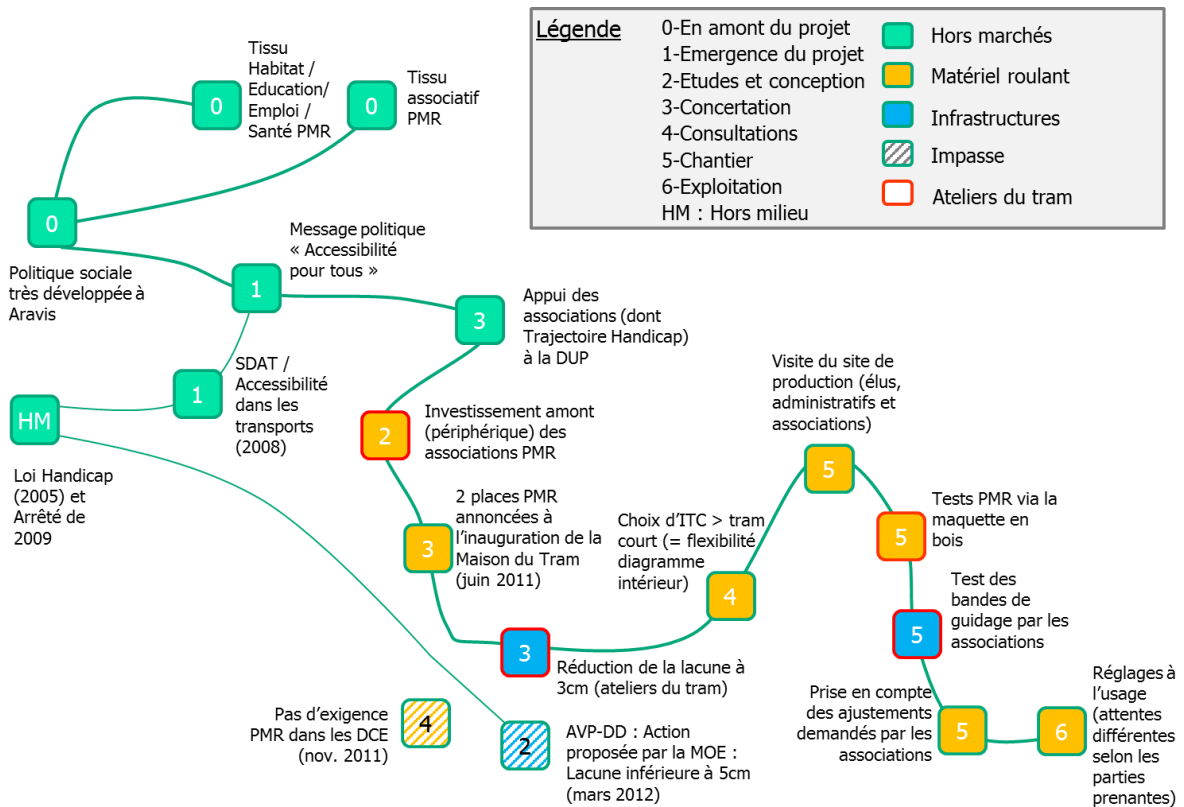 Légende
0-En amont du projet
1-Emergence du projet
2-Etudes et conception
3-Concertation
4-Consultations
5-Chantier
6-Exploitation
HM : Hors milieu
Hors marchés
Matériel roulant
Infrastructures
Impasse
Ateliers du tram
0
Tissu
Habitat /
Education/
Emploi /
Santé PMR
0
Tissu
associatif
PMR
0
Politique sociale
très développée à
Aravis
1
Message politique
« Accessibilité
pour tous »
3
Appui des
associations (dont
Trajectoire Handicap)
à la DUP
1
SDAT /
Accessibilité
dans les
transports
(2008)
HM
Loi Handicap
(2005) et
Arrêté de
2009
2
Investissement amont
(périphérique) des
associations PMR
3
2 places PMR
annoncées à
l’inauguration de la
Maison du Tram
(juin 2011)
3
Réduction de la lacune à
3cm (ateliers du tram)
4
Choix d’ITC > tram
court (= flexibilité
diagramme
intérieur)
Visite du site de
production (élus,
administratifs et
associations)
5
5
Tests PMR via la
maquette en
bois
5
Test des
bandes de
guidage par les
associations
Prise en compte
des ajustements
demandés par les
associations
5
6
Réglages à
l’usage
(attentes
différentes
selon les
parties
prenantes)
Pas d’exigence
PMR dans les DCE
(nov. 2011)
4
2
AVP-DD : Action
proposée par la MOE :
Lacune inférieure à 5cm
(mars 2012)